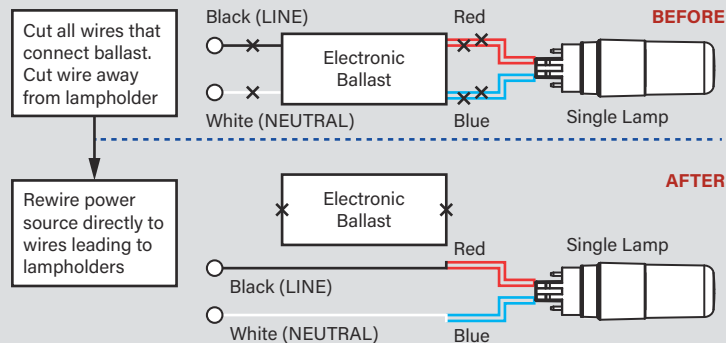 Cut all wires that
connect ballast.
Cut wire away
from lampholder
Black (LINE)
Red
BEFORE
Electronic
Ballast
White (NEUTRAL)
Blue
Single Lamp
Rewire power
source directly to
wires leading to
lampholders
AFTER
Electronic
Ballast
Red
Single Lamp
Black (LINE)
White (NEUTRAL)
Blue